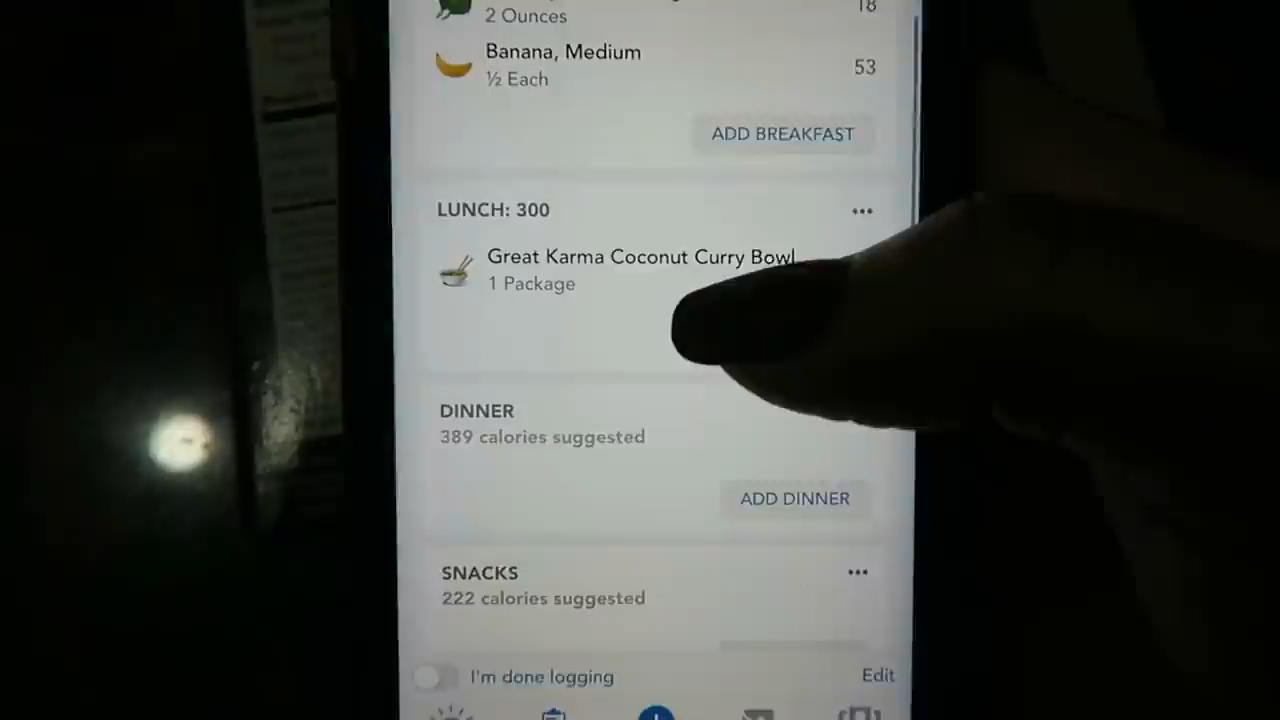 18
2 Ounces
Banana, Medium
53
½ Each
ADD BREAKFAST
LUNCH: 300
Great Karma Coconut Curry Bowl
1 Package
DINNER
389 calories suggested
ADD DINNER
SNACKS
222 calories suggested
I'm done logging
Edit